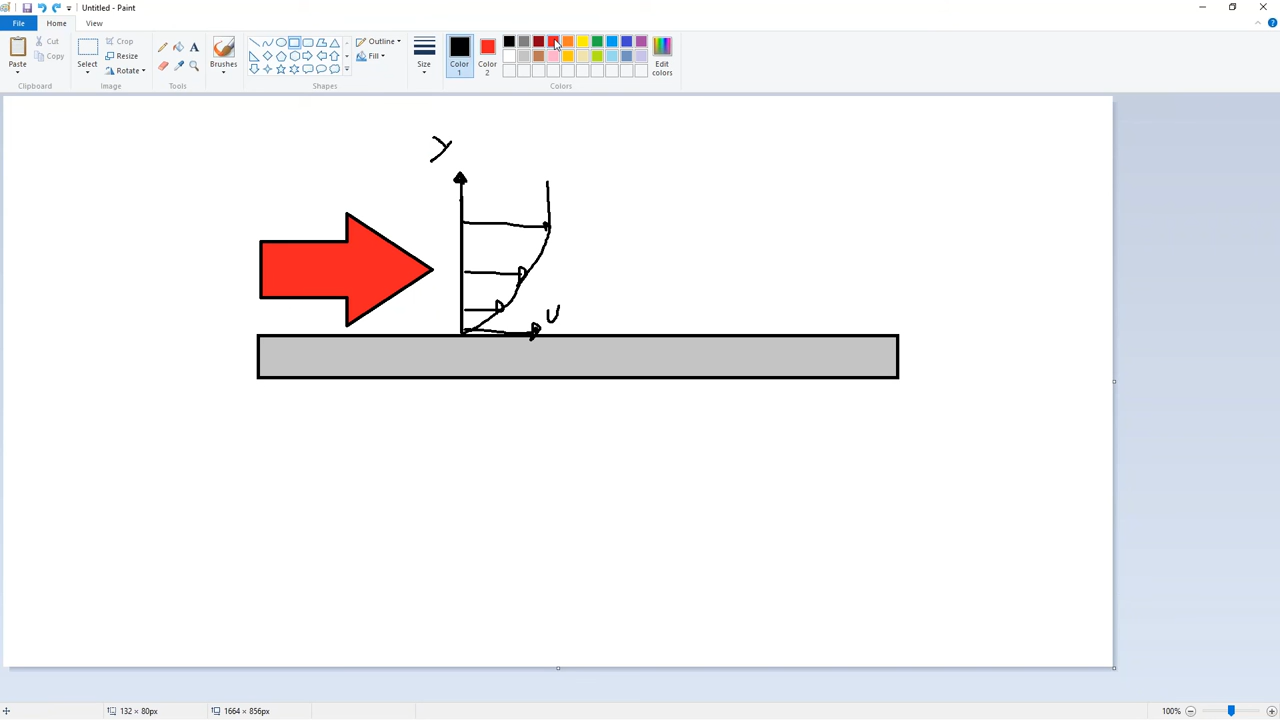 Untitled - Paint
File Home View
Paste Cut Copy Select Crop Resize Rotate A Brushes Outline Fill Size Color 1 Color 2 Edit colors
Clipboard Image Tools Shapes Colors
y
u
132 × 80px 1664 × 856px 100%